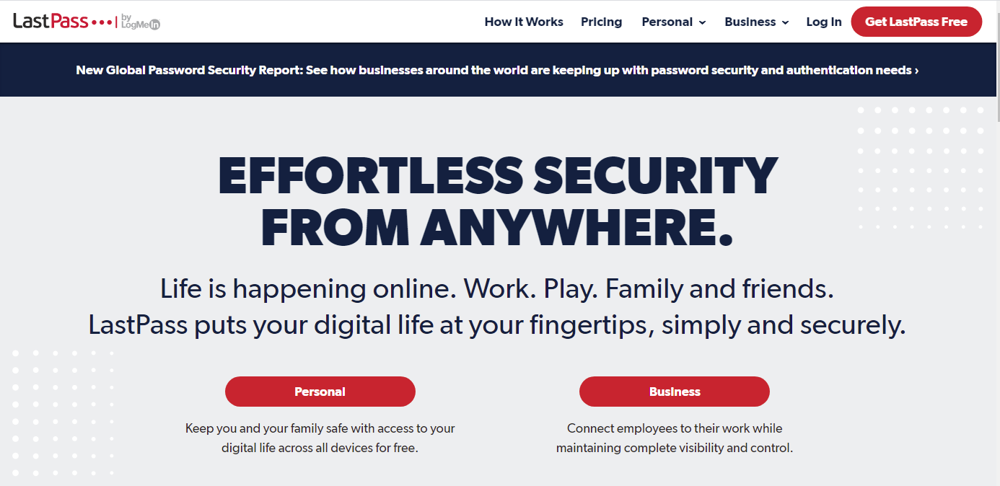 LastPass by LogMeIn
How It Works
Pricing
Personal
Business
Log In
Get LastPass Free
New Global Password Security Report: See how businesses around the world are keeping up with password security and authentication needs ›
EFFORTLESS SECURITY
FROM ANYWHERE.
Life is happening online. Work. Play. Family and friends.
LastPass puts your digital life at your fingertips, simply and securely.
Personal
Keep you and your family safe with access to your
digital life across all devices for free.
Business
Connect employees to their work while
maintaining complete visibility and control.